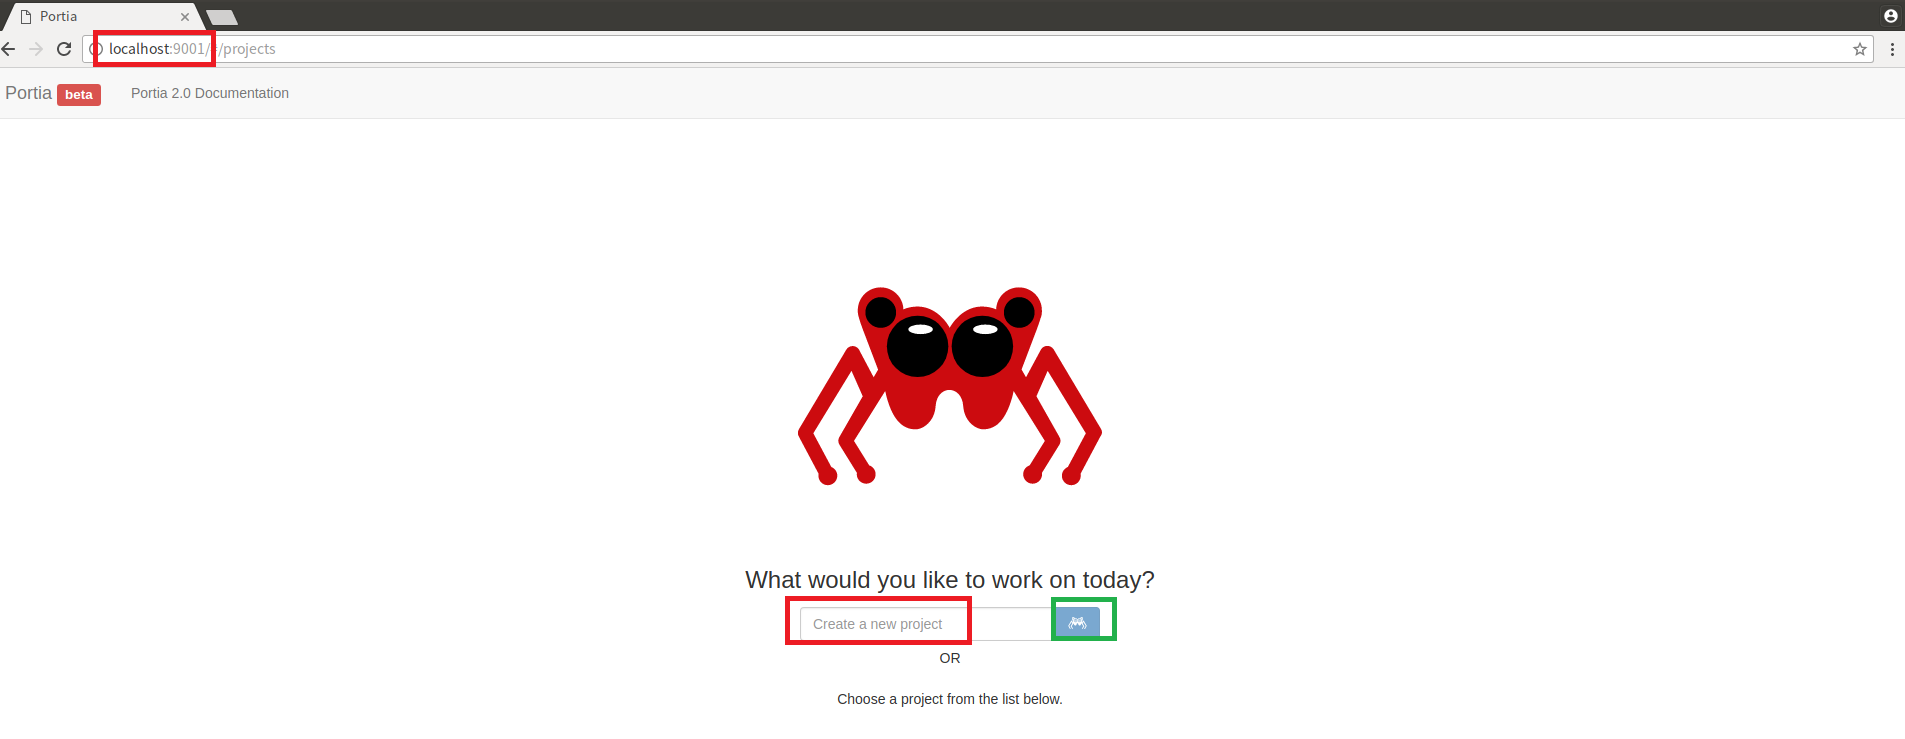 Portia
localhost:9001/#/projects
Portia beta Portia 2.0 Documentation
What would you like to work on today?
Create a new project
OR
Choose a project from the list below.